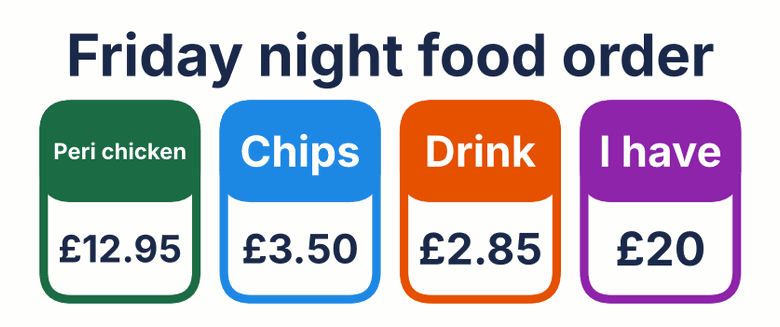 Friday night food order
Peri chicken Chips Drink I have
£12.95 £3.50 £2.85 £20